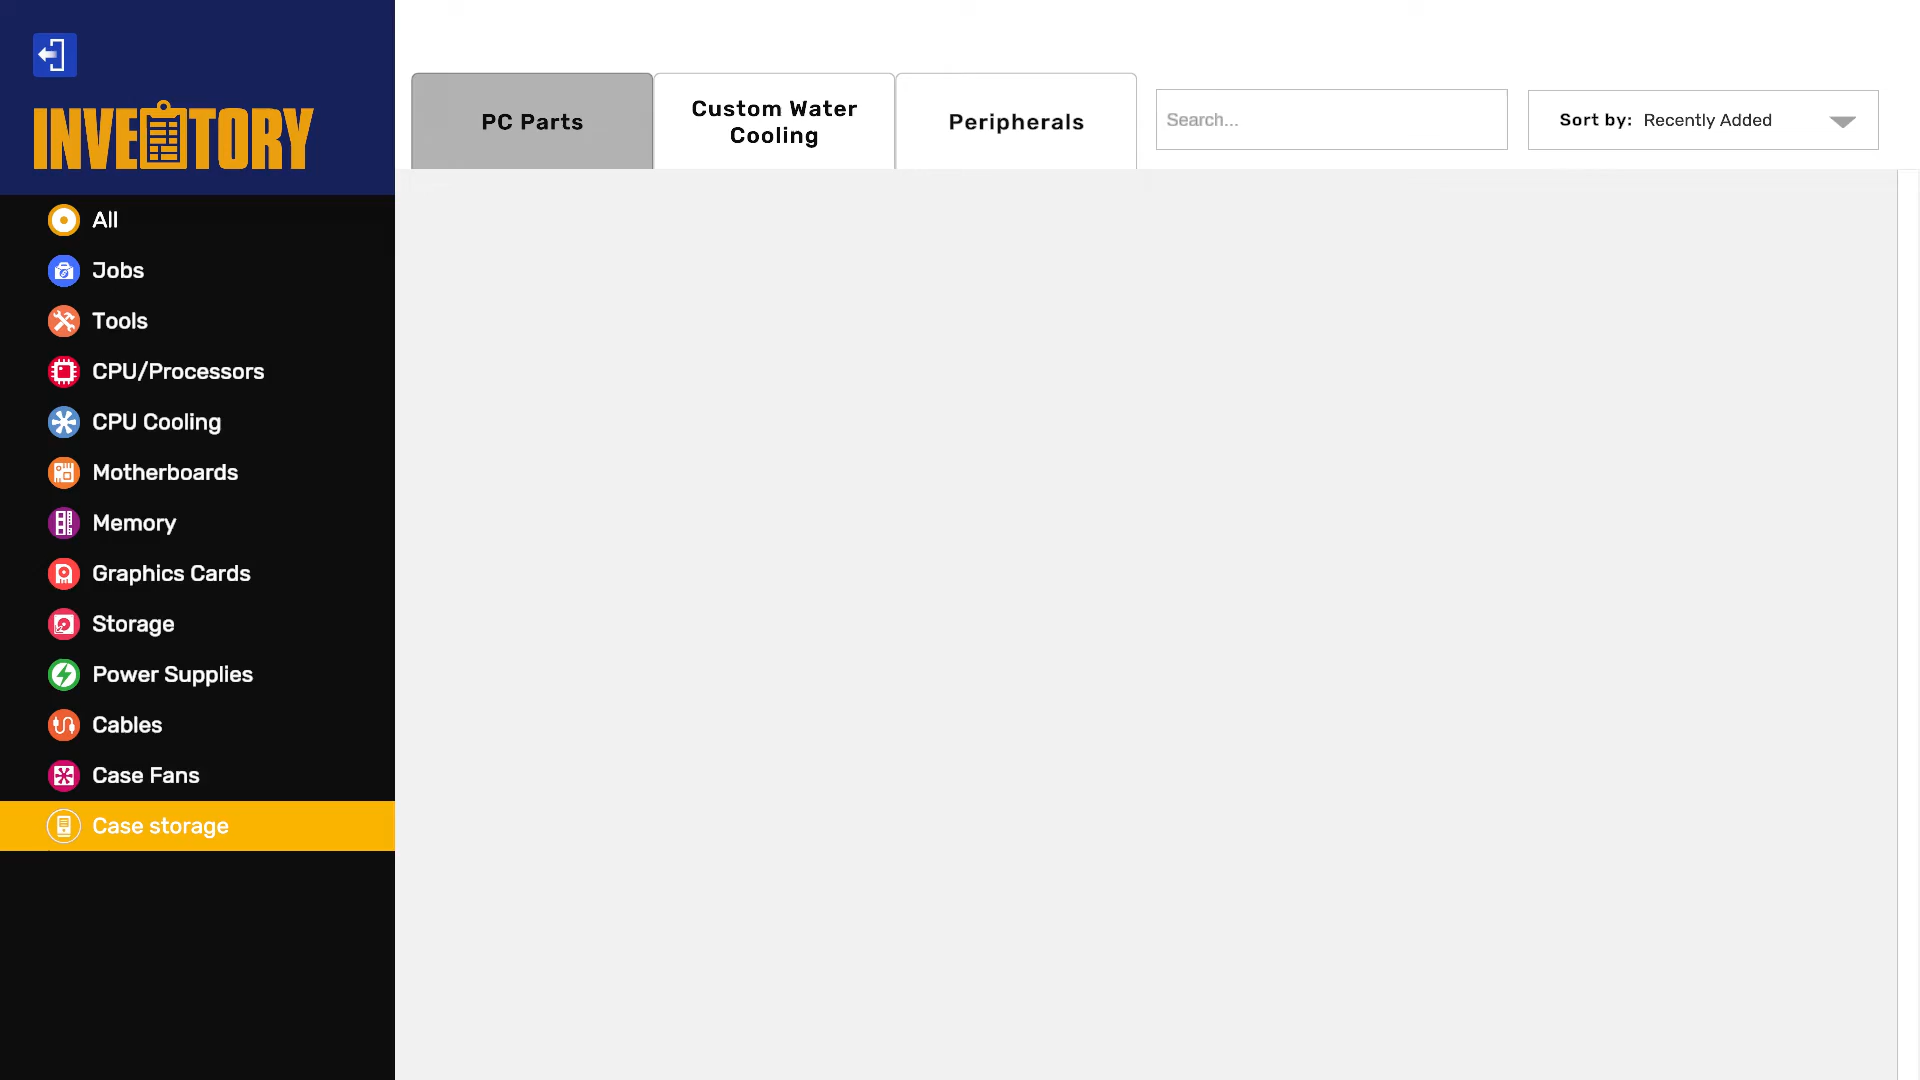 INVENTORY
All
Jobs
Tools
CPU/Processors
CPU Cooling
Motherboards
Memory
Graphics Cards
Storage
Power Supplies
Cables
Case Fans
Case storage
PC Parts
Custom Water
Cooling
Peripherals
Search...
Sort by: Recently Added